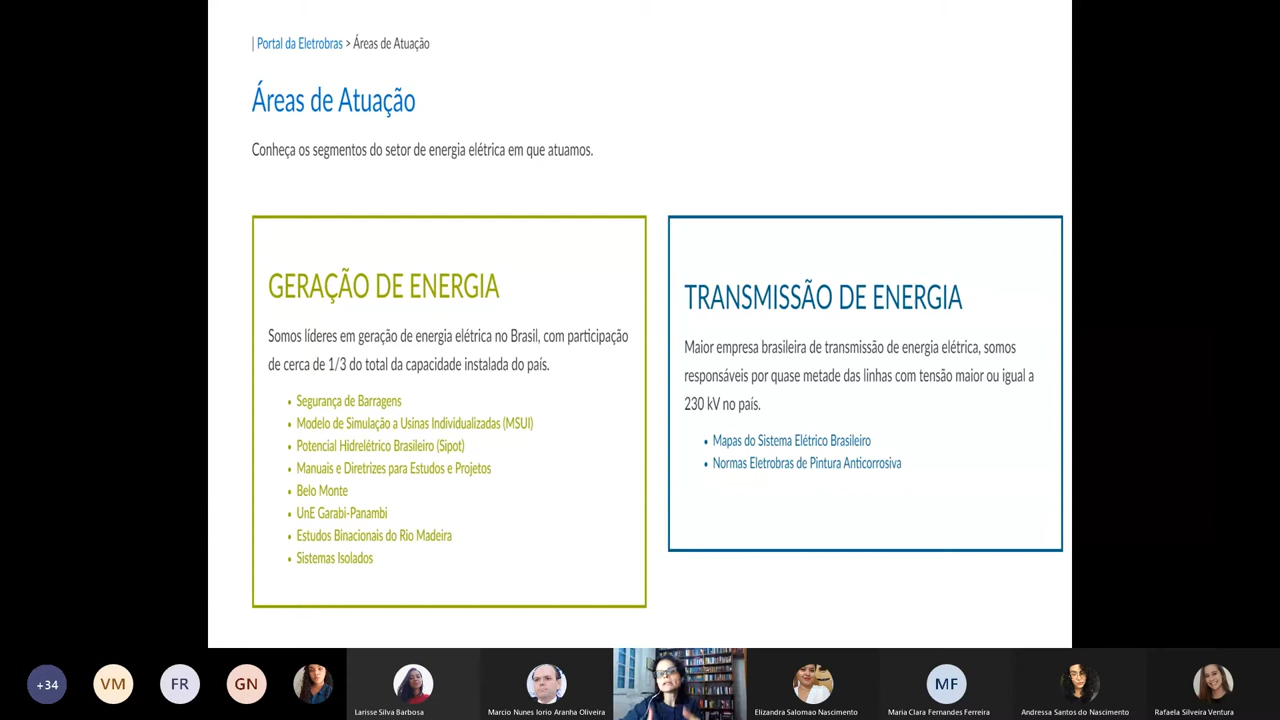 | Portal da Eletrobras > Áreas de Atuação
Áreas de Atuação
Conheça os segmentos do setor de energia elétrica em que atuamos.
GERAÇÃO DE ENERGIA
Somos líderes em geração de energia elétrica no Brasil, com participação
de cerca de 1/3 do total da capacidade instalada do país.
• Segurança de Barragens
• Modelo de Simulação a Usinas Individualizadas (MSUI)
• Potencial Hidrelétrico Brasileiro (Sipot)
• Manuais e Diretrizes para Estudos e Projetos
• Belo Monte
• UnE Garabi-Panambi
• Estudos Binacionais do Rio Madeira
• Sistemas Isolados
TRANSMISSÃO DE ENERGIA
Maior empresa brasileira de transmissão de energia elétrica, somos
responsáveis por quase metade das linhas com tensão maior ou igual a
230 kV no país.
• Mapas do Sistema Elétrico Brasileiro
• Normas Eletrobras de Pintura Anticorrosiva
+34
VM
FR
GN
MF
Larisse Silva Barbosa
Marcio Nunes Iorio Aranha Oliveira
Elizandra Salomao Nascimento
Maria Clara Fernandes Ferreira
Andressa Santos do Nascimento
Rafaela Silveira Ventura